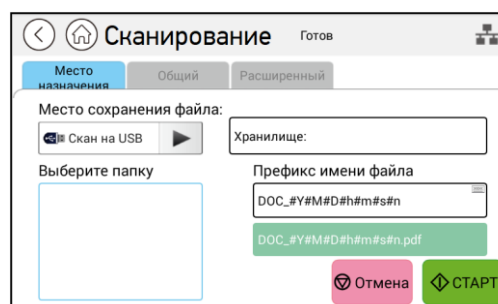 Сканирование
Готов
Место
назначения
Общий
Расширенный
Место сохранения файла:
Скан на USB
Хранилище:
Выберите папку
Префикс имени файла
DOC_#Y#M#D#h#m#s#n
DOC_#Y#M#D#h#m#s#n.pdf
Отмена
СТАРТ